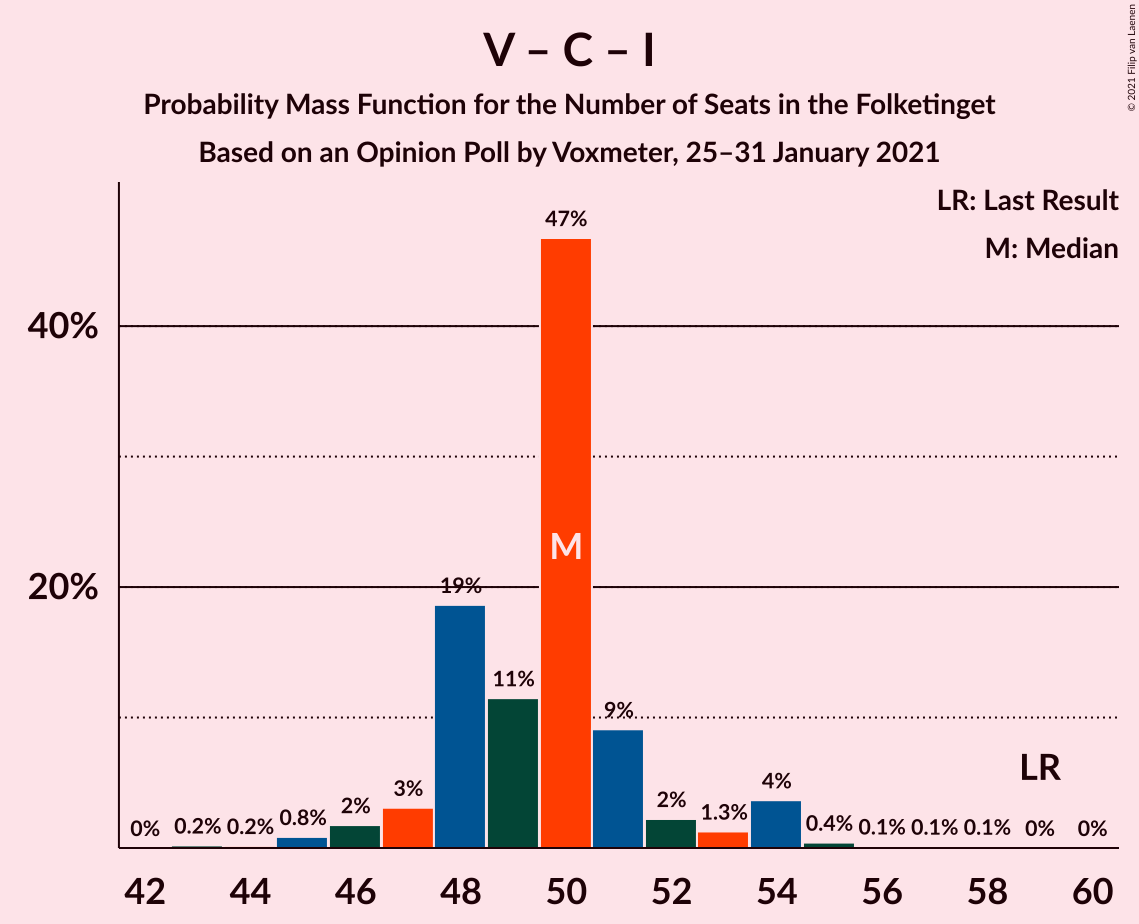 V – C – I
Probability Mass Function for the Number of Seats in the Folketinget
Based on an Opinion Poll by Voxmeter, 25–31 January 2021
© 2021 Filip van Laenen
LR: Last Result
M: Median
47%
40%
M
20%
19%
11%
9%
LR
0% 0.2% 0.2% 0.8% 2% 3% 2% 1.3% 4% 0.4% 0.1% 0.1% 0.1% 0% 0%
42 44 46 48 50 52 54 56 58 60